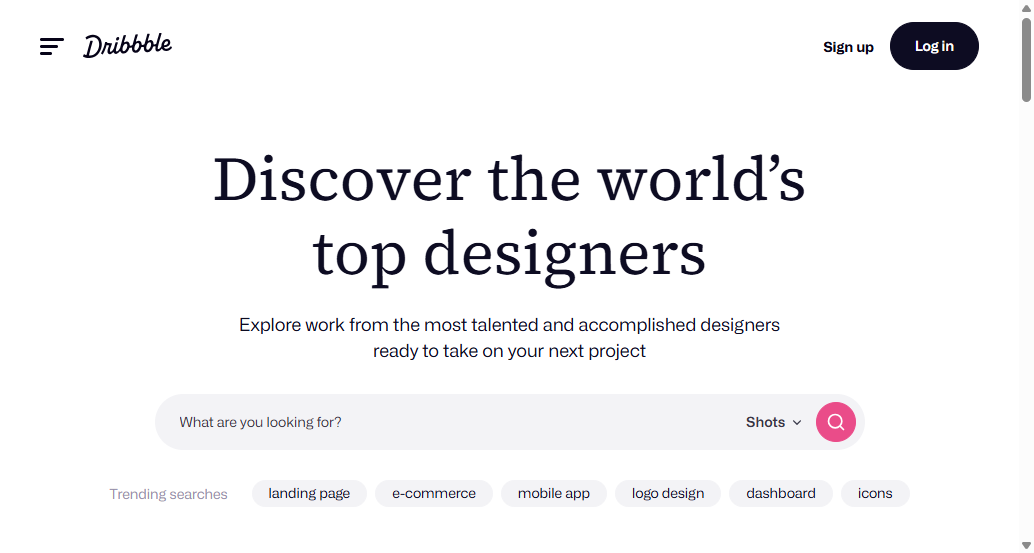 Dribbble
Sign up
Log in
Discover the world’s
top designers
Explore work from the most talented and accomplished designers
ready to take on your next project
What are you looking for?
Shots
Trending searches
landing page
e-commerce
mobile app
logo design
dashboard
icons